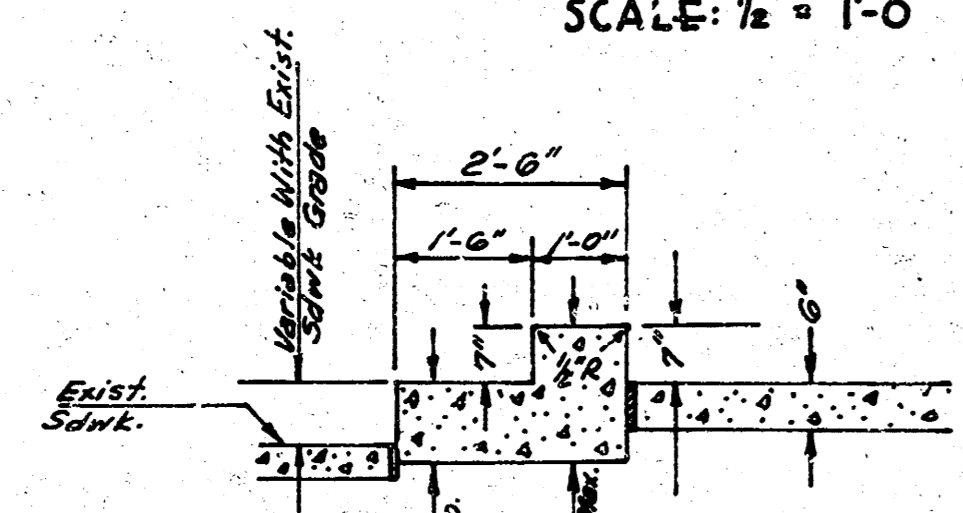 SCALE: 1/2" = 1'-0
Variable With Exist.
Sdwk Grade
2'-6"
1'-6"
1'-0"
7"
1/2"R
7"
6"
Exist.
Sdwk.
Max.